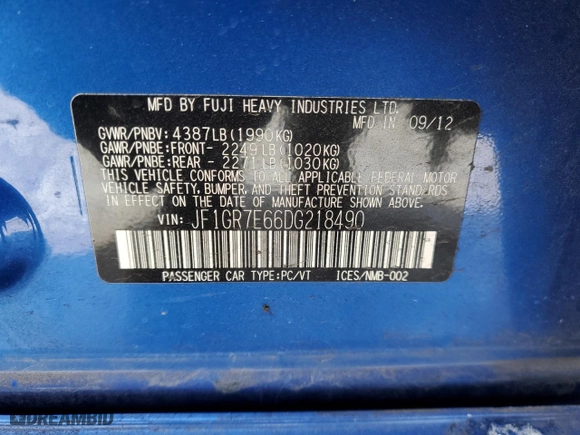 MFD BY FUJI HEAVY INDUSTRIES LTD.
MFD IN 09/12
GVWR/PNBV: 4387LB(1990KG)
GAWR/PNBE:FRONT- 2249LB(1020KG)
GAWR/PNBE:REAR - 2271LB(1030KG)
THIS VEHICLE CONFORMS TO ALL APPLICABLE FEDERAL MOTOR
VEHICLE SAFETY, BUMPER, AND THEFT PREVENTION STANDARDS
IN EFFECT ON THE DATE OF MANUFACTURE SHOWN ABOVE.
VIN: JF1GR7E66DG218490
PASSENGER CAR TYPE:PC/VT ICES/NMB-002
DREAMBID